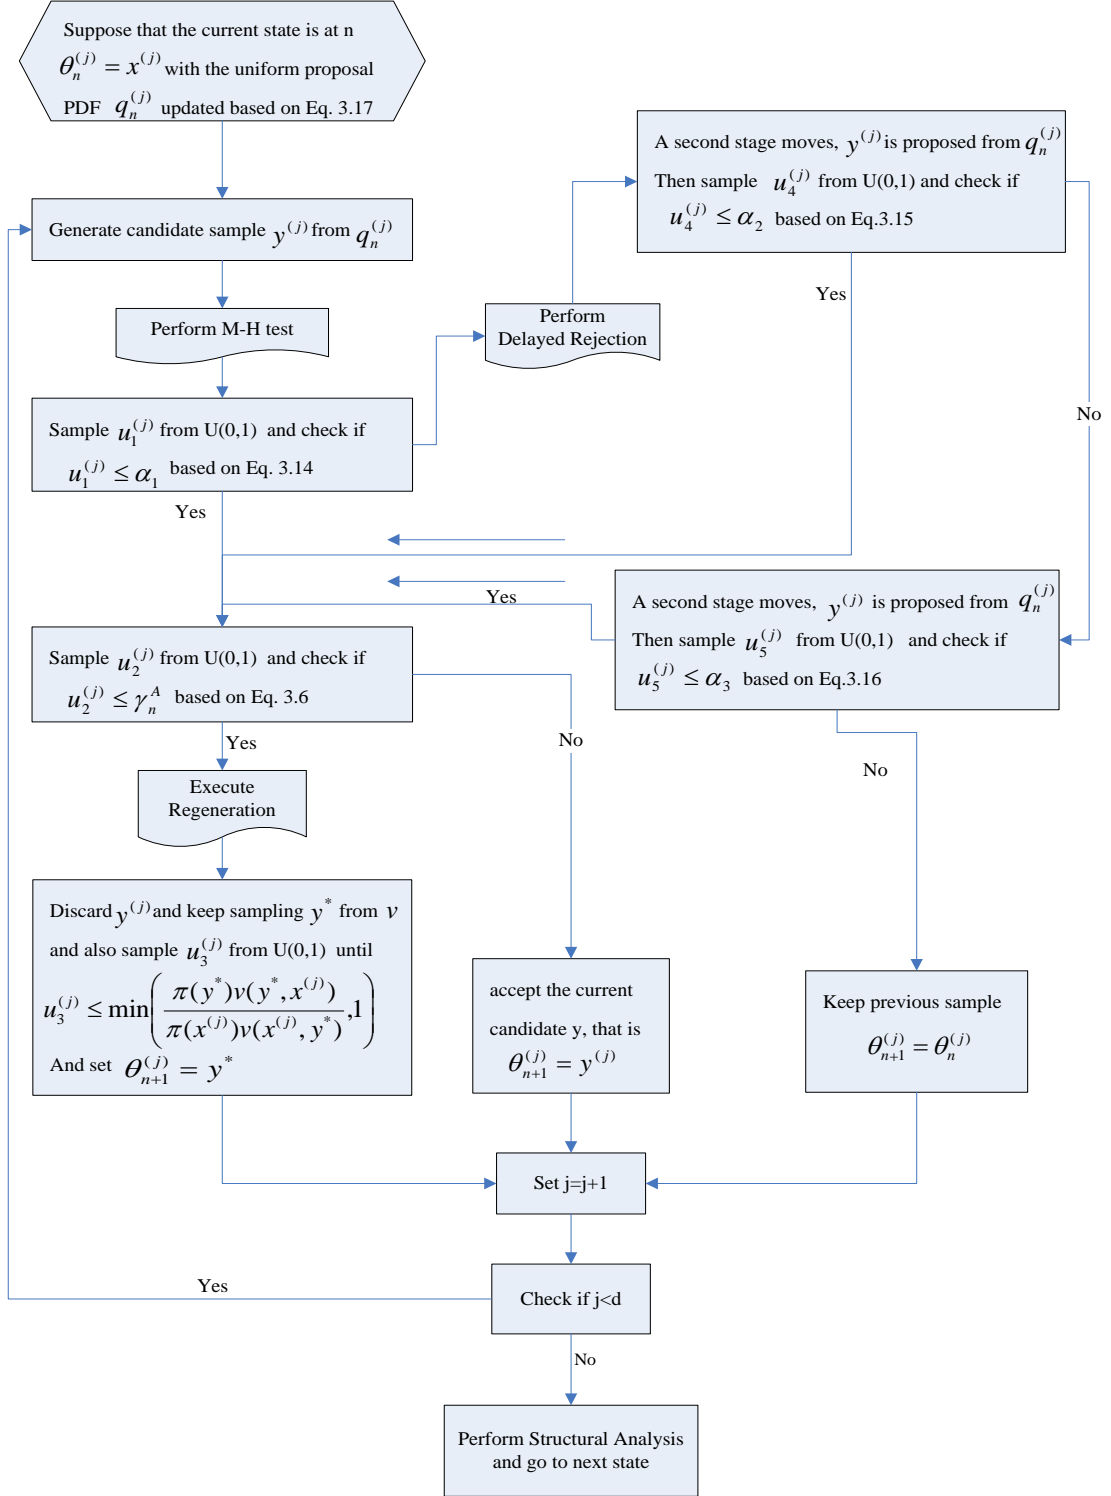 Suppose that the current state is at n
θ_n^{(j)} = x^{(j)} with the uniform proposal
PDF q_n^{(j)} updated based on Eq. 3.17
Generate candidate sample y^{(j)} from q_n^{(j)}
Perform M-H test
Sample u_1^{(j)} from U(0,1) and check if
u_1^{(j)} ≤ α_1 based on Eq. 3.14
Yes
Perform
Delayed Rejection
A second stage moves, y^{(j)} is proposed from q_n^{(j)}
Then sample u_4^{(j)} from U(0,1) and check if
u_4^{(j)} ≤ α_2 based on Eq.3.15
Yes
No
A second stage moves, y^{(j)} is proposed from q_n^{(j)}
Then sample u_5^{(j)} from U(0,1) and check if
u_5^{(j)} ≤ α_3 based on Eq.3.16
Yes
No
Sample u_2^{(j)} from U(0,1) and check if
u_2^{(j)} ≤ γ_n^A based on Eq. 3.6
Yes
No
Execute
Regeneration
Discard y^{(j)} and keep sampling y^* from v
and also sample u_3^{(j)} from U(0,1) until
u_3^{(j)} ≤ min(π(y^*)v(y^*, x^{(j)}) / π(x^{(j)})v(x^{(j)}, y^*), 1)
And set θ_{n+1}^{(j)} = y^*
accept the current
candidate y, that is
θ_{n+1}^{(j)} = y^{(j)}
Keep previous sample
θ_{n+1}^{(j)} = θ_n^{(j)}
Set j=j+1
Check if j<d
Yes
No
Perform Structural Analysis
and go to next state